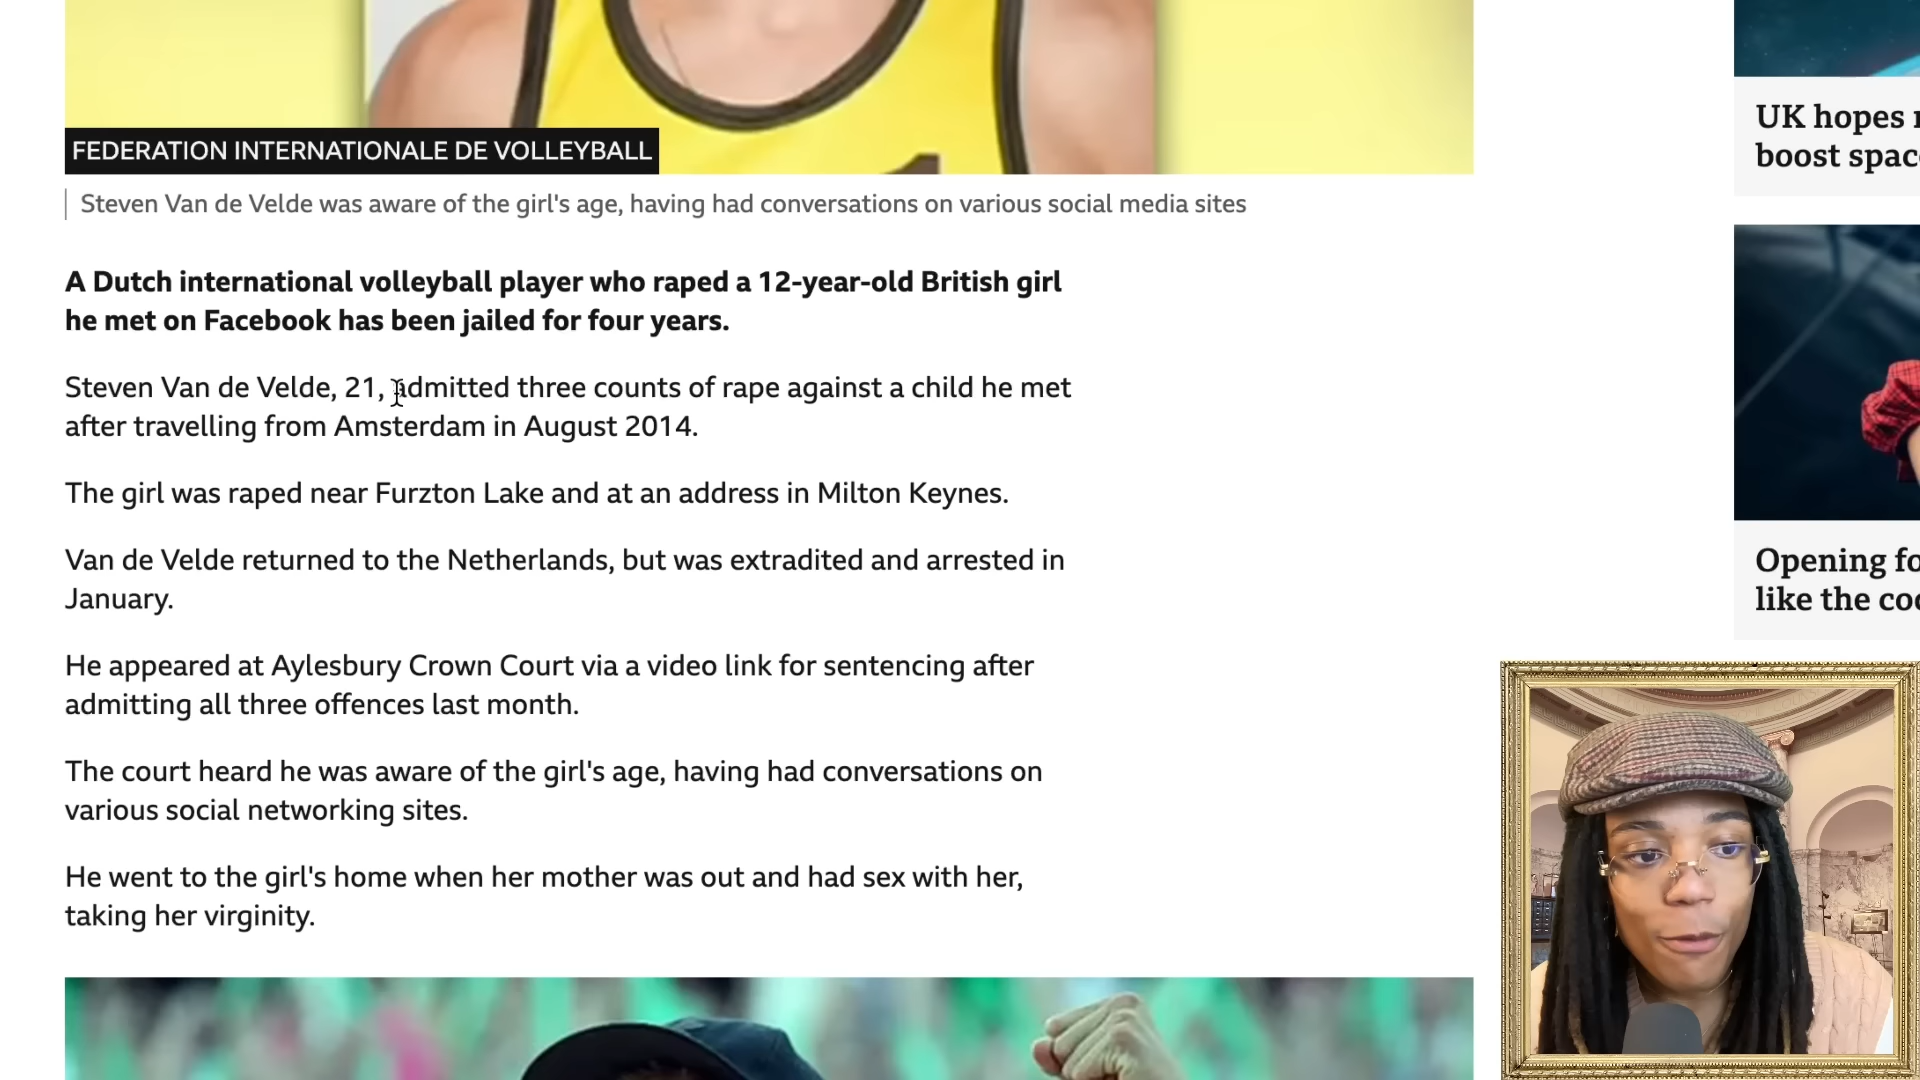 FEDERATION INTERNATIONALE DE VOLLEYBALL
Steven Van de Velde was aware of the girl's age, having had conversations on various social media sites
A Dutch international volleyball player who raped a 12-year-old British girl
he met on Facebook has been jailed for four years.
Steven Van de Velde, 21, admitted three counts of rape against a child he met
after travelling from Amsterdam in August 2014.
The girl was raped near Furzton Lake and at an address in Milton Keynes.
Van de Velde returned to the Netherlands, but was extradited and arrested in
January.
He appeared at Aylesbury Crown Court via a video link for sentencing after
admitting all three offences last month.
The court heard he was aware of the girl's age, having had conversations on
various social networking sites.
He went to the girl's home when her mother was out and had sex with her,
taking her virginity.
UK hopes
boost
Opening
like the